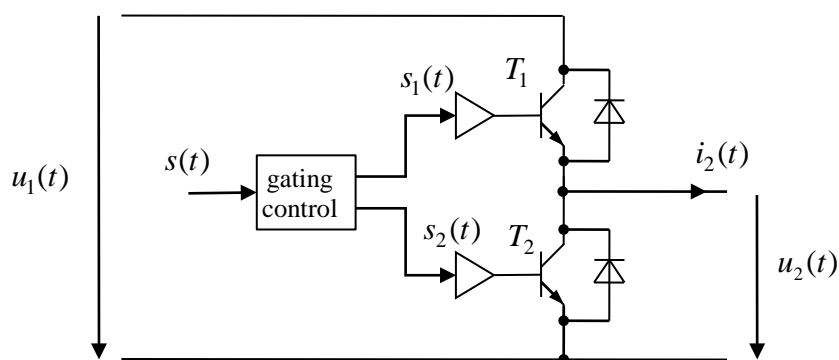 T₁
s₁(t)
s(t)
i₂(t)
u₁(t)
gating
control
s₂(t)
T₂
u₂(t)